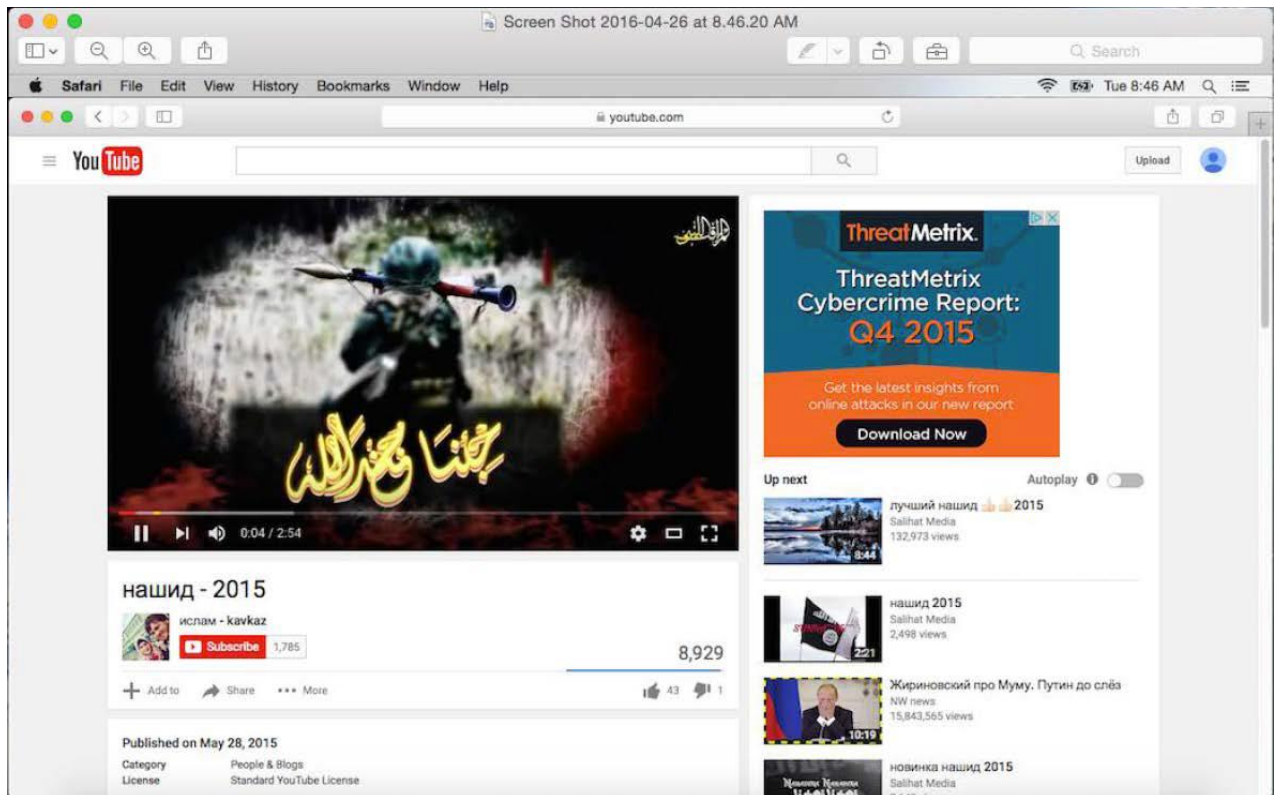 Screen Shot 2016-04-26 at 8.46.20 AM
Search
Safari File Edit View History Bookmarks Window Help
Tue 8:46 AM
youtube.com
YouTube
Upload
0:04 / 2:54
нашид - 2015
ислам - kavkaz
Subscribe 1,785
8,929
Add to Share More
43 1
Published on May 28, 2015
Category People & Blogs
License Standard YouTube License
ThreatMetrix.
ThreatMetrix
Cybercrime Report:
Q4 2015
Get the latest insights from
online attacks in our new report
Download Now
Up next Autoplay
лучший нашид 👍👍2015
Salihat Media
132,973 views
8:44
нашид 2015
Salihat Media
2,498 views
2:21
Жириновский про Муму. Путин до слёз
NW news
15,843,565 views
10:19
новинка нашид 2015
Salihat Media